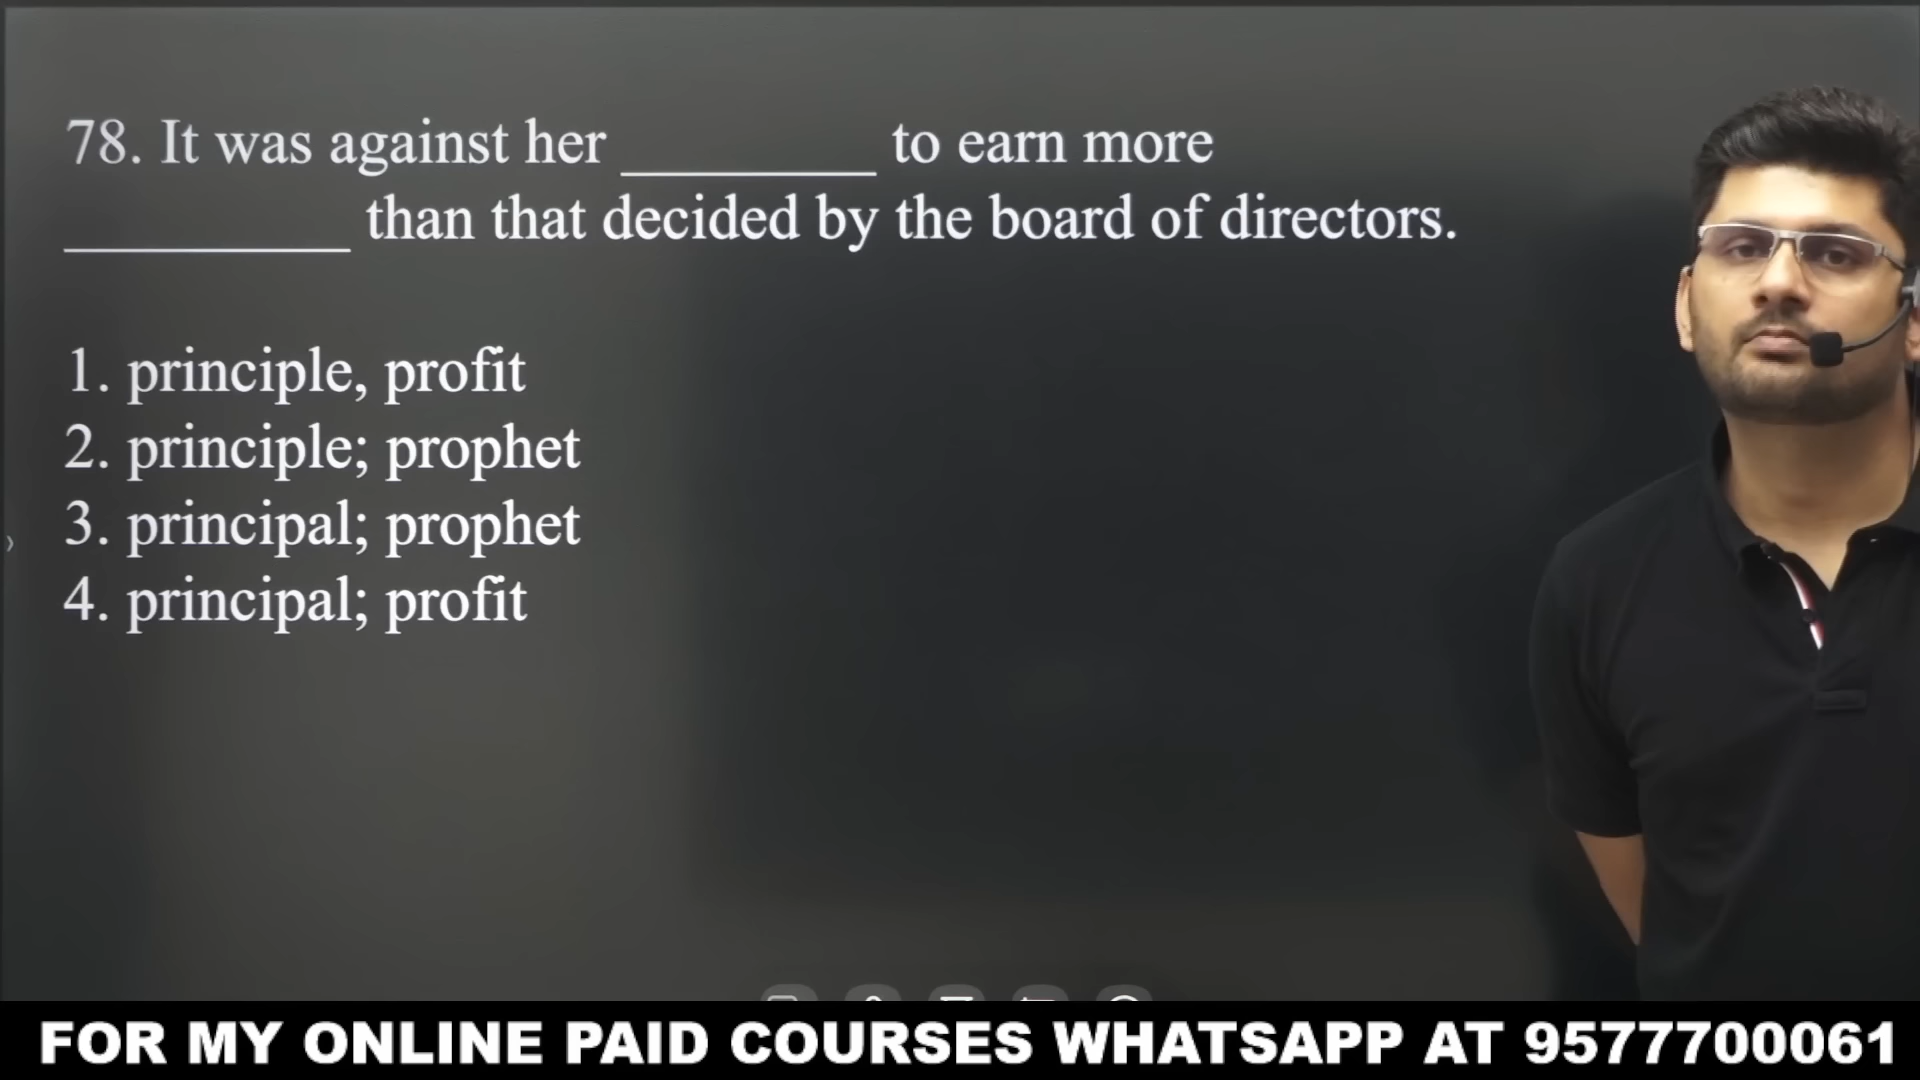 78. It was against her __________ to earn more
___________ than that decided by the board of directors.
1. principle, profit
2. principle; prophet
3. principal; prophet
4. principal; profit
FOR MY ONLINE PAID COURSES WHATSAPP AT 9577700061